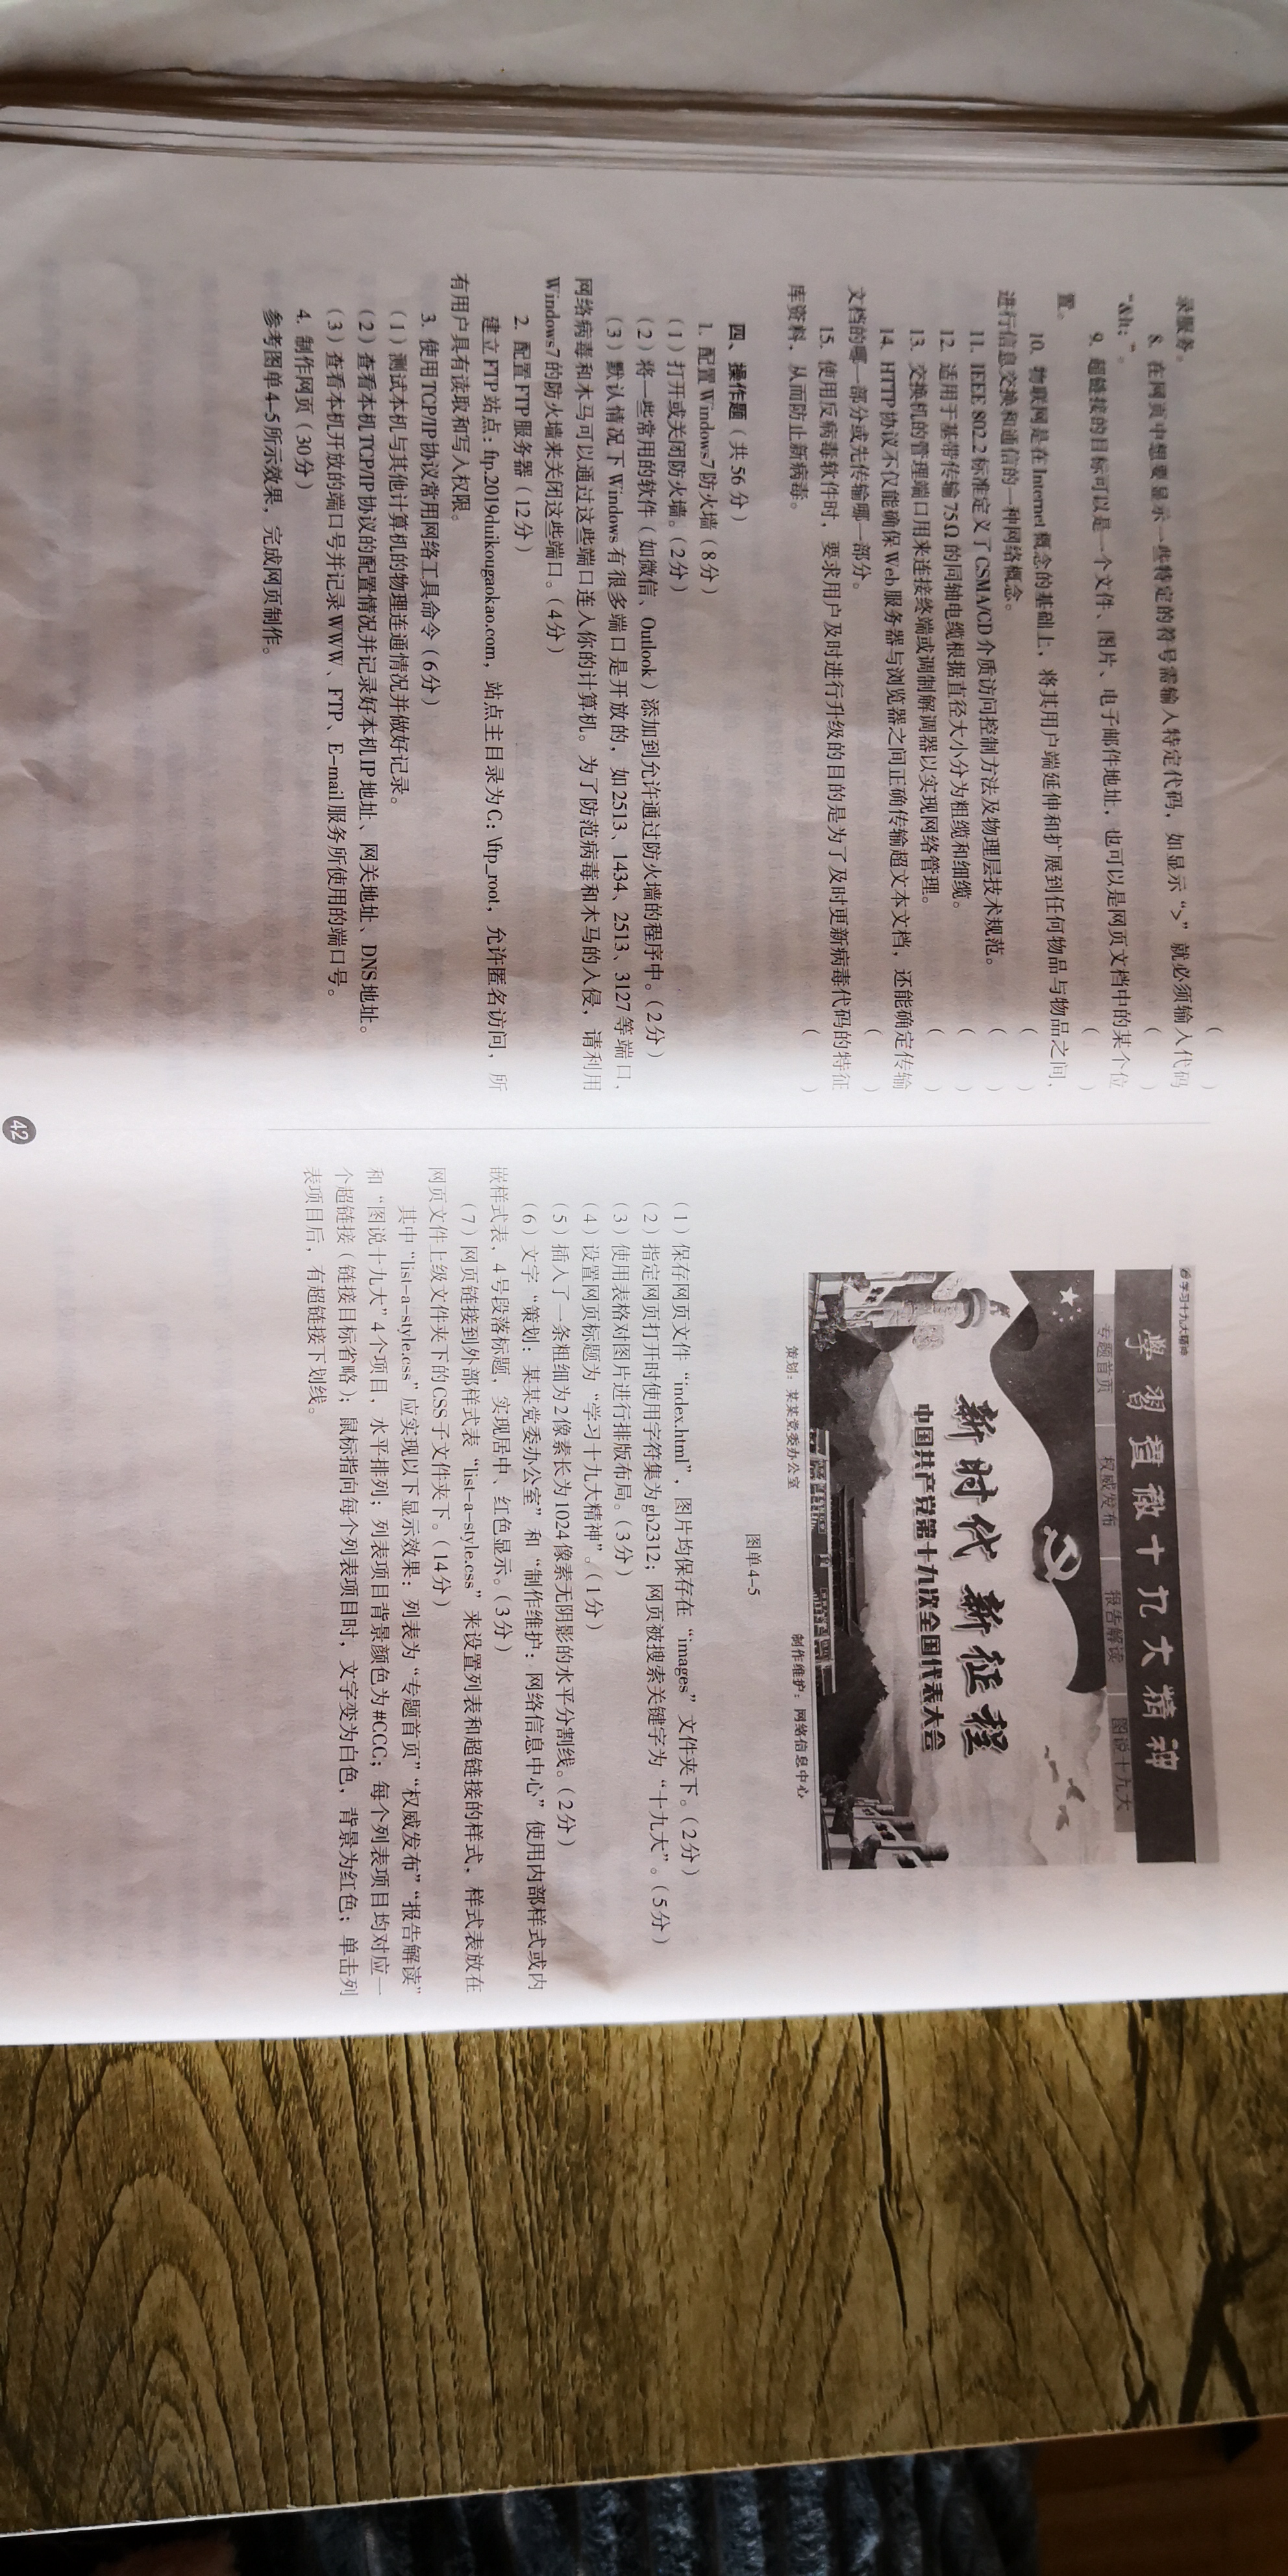 录服务。
( )
8. 在网页中想要显示一些特定的符号需输入特定代码，如显示“>”就必须输入代码
“&lt;”。
( )
9. 超链接的目标可以是一个文件、图片、电子邮件地址，也可以是网页文档中的某个位
置。
( )
10. 物联网是在Internet概念的基础上，将其用户端延伸和扩展到任何物品与物品之间，
进行信息交换和通信的一种网络概念。 ( )
11. IEEE 802.2标准定义了CSMA/CD介质访问控制方法及物理层技术规范。 ( )
12. 适用于基带传输75Ω的同轴电缆根据直径大小分为粗缆和细缆。 ( )
13. 交换机的管理端口用来连接终端或调制解调器以实现网络管理。 ( )
14. HTTP协议不仅能确保Web服务器与浏览器之间正确传输超文本文档，还能确定传输
文档的哪一部分或先传输哪一部分。 ( )
15. 使用反病毒软件时，要求用户及时进行升级的目的是为了及时更新病毒代码的特征
库资料，从而防止新病毒。 ( )
四、操作题（共56分）
1. 配置Windows7防火墙（8分）
（1）打开或关闭防火墙。（2分）
（2）将一些常用的软件（如微信、Outlook）添加到允许通过防火墙的程序中。（2分）
（3）默认情况下Windows有很多端口是开放的，如2513、1434、2513、3127等端口，
网络病毒和木马可以通过这些端口连入你的计算机。为了防范病毒和木马的入侵，请利用
Windows7的防火墙来关闭这些端口。（4分）
2. 配置FTP服务器（12分）
建立FTP站点：ftp.2019duikougaokao.com，站点主目录为C：\ftp_root，允许匿名访问，所
有用户具有读取和写入权限。
3. 使用TCP/IP协议常用网络工具命令（6分）
（1）测试本机与其他计算机的物理连通情况并做好记录。
（2）查看本机TCP/IP协议的配置情况并记录好本机IP地址、网关地址、DNS地址。
（3）查看本机开放的端口号并记录WWW、FTP、E-mail服务所使用的端口号。
4. 制作网页（30分）
参考图单4-5所示效果，完成网页制作。
学习十九大精神
學習貫徹十九大精神
专题首页 权威发布 报告解读 图说十九大
新时代 新征程
中国共产党第十九次全国代表大会
策划：某某党委办公室 制作维护：网络信息中心
图单4-5
（1）保存网页文件“index.html”，图片均保存在“images”文件夹下。（2分）
（2）指定网页打开时使用字符集为gb2312；网页被搜索关键字为“十九大”。（5分）
（3）使用表格对图片进行排版布局。（3分）
（4）设置网页标题为“学习十九大精神”。（1分）
（5）插入了一条粗细为2像素长为1024像素无阴影的水平分割线。（2分）
（6）文字“策划：某某党委办公室”和“制作维护：网络信息中心”使用内部样式或内
嵌样式表，4号段落标题，实现居中、红色显示。（3分）
（7）网页链接到外部样式表“list-a-style.css”来设置列表和超链接的样式，样式表放在
网页文件上级文件夹下的CSS子文件夹下。（14分）
其中“list-a-style.css”应实现以下显示效果：列表为“专题首页”“权威发布”“报告解读”
和“图说十九大”4个项目，水平排列；列表项目背景颜色为#CCC；每个列表项目均对应一
个超链接（链接目标省略）；鼠标指向每个列表项目时，文字变为白色，背景为红色；单击列
表项目后，有超链接下划线。
42